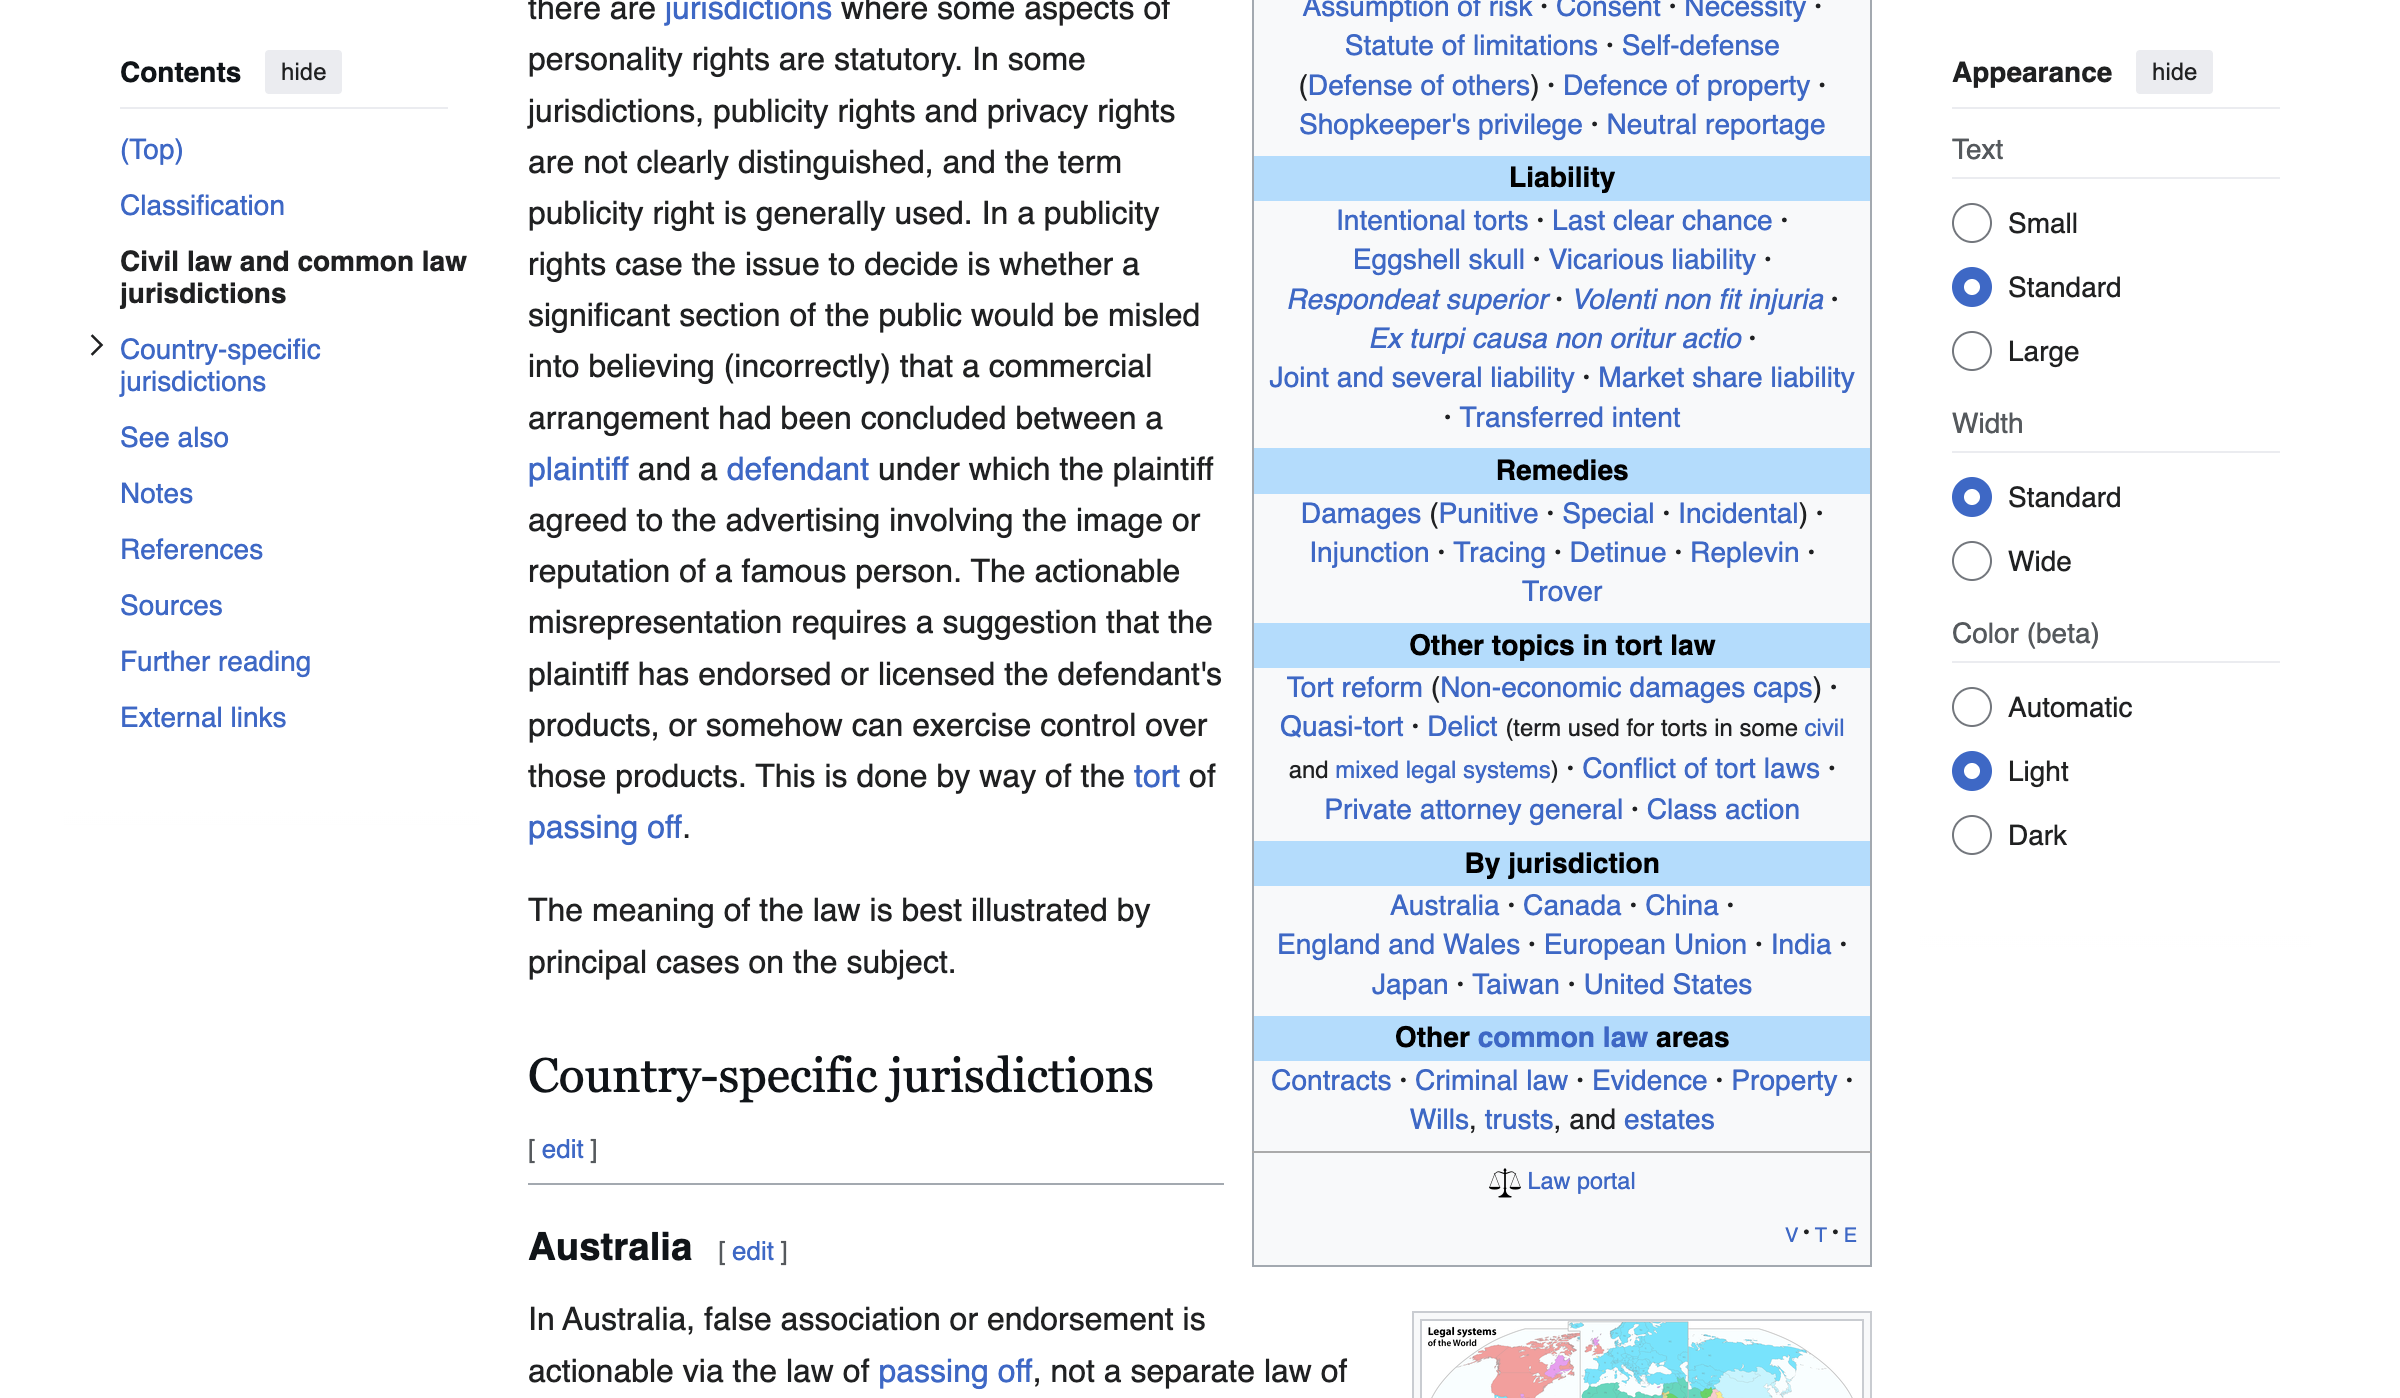 Contents hide
(Top)
Classification
Civil law and common law
jurisdictions
Country-specific
jurisdictions
See also
Notes
References
Sources
Further reading
External links
there are jurisdictions where some aspects of
personality rights are statutory. In some
jurisdictions, publicity rights and privacy rights
are not clearly distinguished, and the term
publicity right is generally used. In a publicity
rights case the issue to decide is whether a
significant section of the public would be misled
into believing (incorrectly) that a commercial
arrangement had been concluded between a
plaintiff and a defendant under which the plaintiff
agreed to the advertising involving the image or
reputation of a famous person. The actionable
misrepresentation requires a suggestion that the
plaintiff has endorsed or licensed the defendant's
products, or somehow can exercise control over
those products. This is done by way of the tort of
passing off.
The meaning of the law is best illustrated by
principal cases on the subject.
Country-specific jurisdictions
[ edit ]
Australia [ edit ]
In Australia, false association or endorsement is
actionable via the law of passing off, not a separate law of
Assumption of risk · Consent · Necessity ·
Statute of limitations · Self-defense
(Defense of others) · Defence of property ·
Shopkeeper's privilege · Neutral reportage
Liability
Intentional torts · Last clear chance ·
Eggshell skull · Vicarious liability ·
Respondeat superior · Volenti non fit injuria ·
Ex turpi causa non oritur actio ·
Joint and several liability · Market share liability
· Transferred intent
Remedies
Damages (Punitive · Special · Incidental) ·
Injunction · Tracing · Detinue · Replevin ·
Trover
Other topics in tort law
Tort reform (Non-economic damages caps) ·
Quasi-tort · Delict (term used for torts in some civil
and mixed legal systems) · Conflict of tort laws ·
Private attorney general · Class action
By jurisdiction
Australia · Canada · China ·
England and Wales · European Union · India ·
Japan · Taiwan · United States
Other common law areas
Contracts · Criminal law · Evidence · Property ·
Wills, trusts, and estates
Law portal
V · T · E
Legal systems
of the World
Appearance hide
Text
Small
Standard
Large
Width
Standard
Wide
Color (beta)
Automatic
Light
Dark